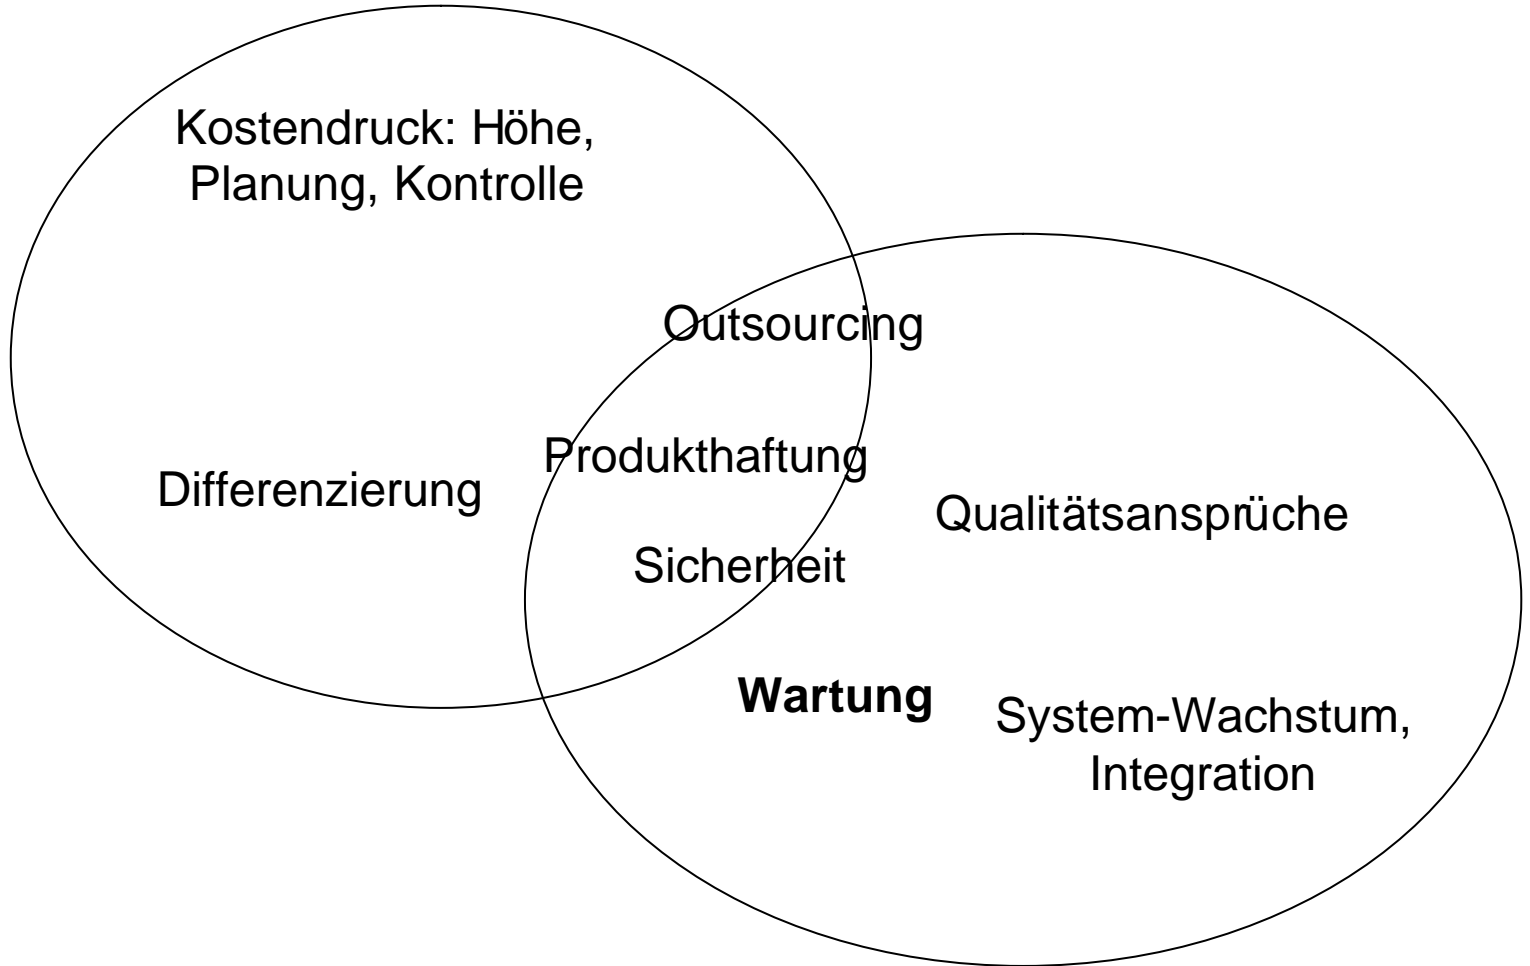 Kostendruck: Höhe,
Planung, Kontrolle
Outsourcing
Produkthaftung
Differenzierung
Qualitätsansprüche
Sicherheit
Wartung
System-Wachstum,
Integration